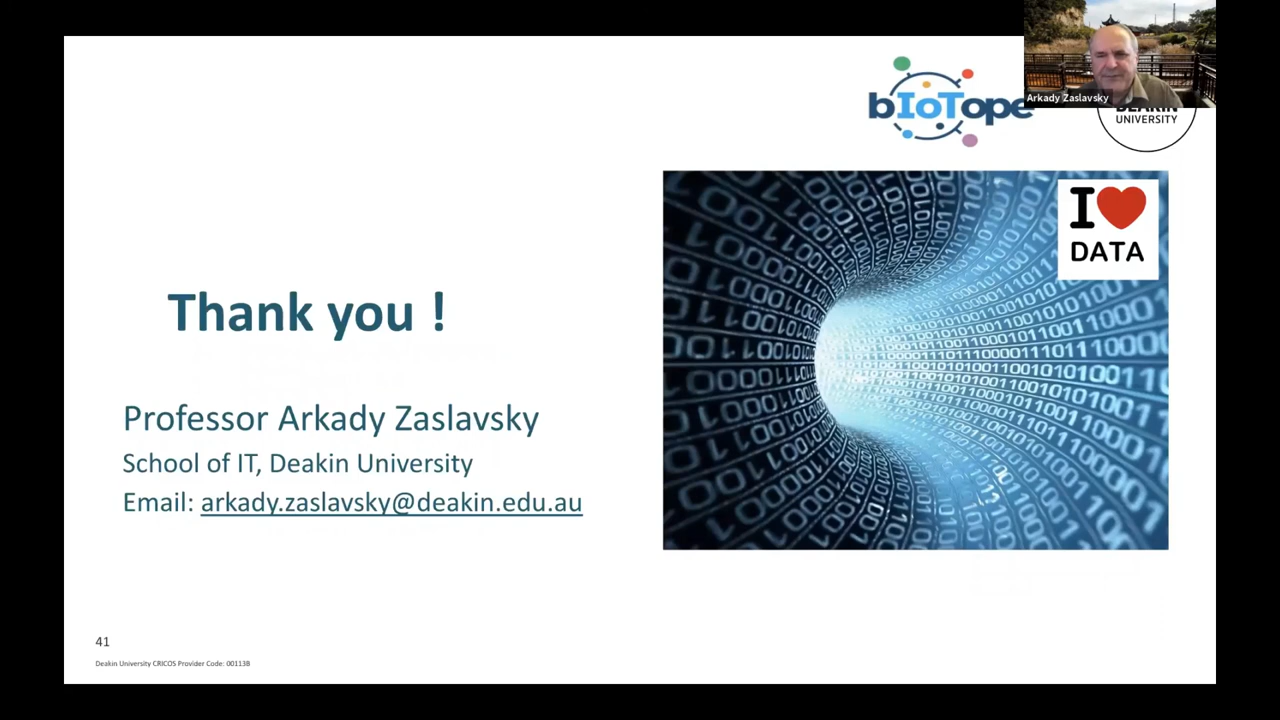 bIoTope
Arkady Zaslavsky
DEAKIN
UNIVERSITY
I
DATA
Thank you !
Professor Arkady Zaslavsky
School of IT, Deakin University
Email: arkady.zaslavsky@deakin.edu.au
41
Deakin University CRICOS Provider Code: 00113B